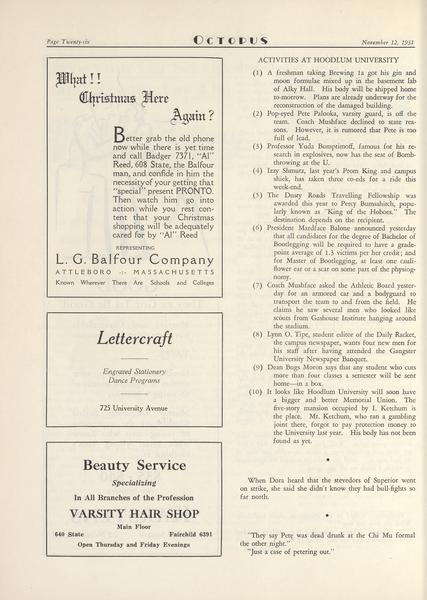 Page Twenty-six
OCTOPUS
November 12, 1931
What!!
Christmas Here
Again?
Better grab the old phone
now while there is yet time
and call Badger 7371, "Al"
Reed, 608 State, the Balfour
man, and confide in him the
necessity of your getting that
"special" present PRONTO.
Then watch him go into
action while you rest con-
tent that your Christmas
shopping will be adequately
cared for by "Al" Reed
REPRESENTING
L. G. Balfour Company
ATTLEBORO -:- MASSACHUSETTS
Known Wherever There Are Schools and Colleges
Lettercraft
Engraved Stationery
Dance Programs
725 University Avenue
Beauty Service
Specializing
In All Branches of the Profession
VARSITY HAIR SHOP
Main Floor
640 State Fairchild 6391
Open Thursday and Friday Evenings
ACTIVITIES AT HOODLUM UNIVERSITY
(1) A freshman taking Brewing 1a got his gin and
moon formulae mixed up in the basement lab
of Alky Hall. His body will be shipped home
to-morrow. Plans are already underway for the
reconstruction of the damaged building.
(2) Pop-eyed Pete Palooka, varsity guard, is off the
team. Coach Mushface declined to state rea-
sons. However, it is rumored that Pete is too
full of lead.
(3) Professor Yuda Bumptimoff, famous for his re-
search in explosives, now has the seat of Bomb-
throwing at the U.
(4) Izzy Shmutz, last year's Prom King and campus
shiek, has taken three co-eds for a ride this
week-end.
(5) The Dusty Roads Travelling Fellowship was
awarded this year to Percy Bumsahisch, popu-
larly known as "King of the Hoboes." The
destination depends on the recipient.
(6) President Mardface Balone announced yesterday
that all candidates for the degree of Bachelor of
Bootlegging will be required to have a grade-
point average of 1.3 victims per her credit; and
for Master of Bootlegging, at least one cauli-
flower ear or a scar on some part of the physiog-
nomy.
(7) Coach Mushface asked the Athletic Board yester-
day for an armored car and a bodyguard to
transport the team to and from the field. He
claims he saw several men who looked like
scouts from Gashouse Institute hanging around
the stadium.
(8) Lynn O. Tipe, student editor of the Daily Racket,
the campus newspaper, wants four new men for
his staff after having attended the Gangster
University Newspaper Banquet.
(9) Dean Bugs Moron says that any student who cuts
more than four classes a semester will be sent
home—in a box.
(10) It looks like Hoodlum University will soon have
a bigger and better Memorial Union. The
five-story mansion occupied by I. Ketchum is
the place. Mr. Ketchum, who ran a gambling
joint there, forgot to pay protection money to
the University last year. His body has not been
found as yet.
When Dora heard that the stevedors of Superior went
on strike, she said she didn't know they had bull-fights so
far north.
"They say Pete was dead drunk at the Chi Mu formal
the other night."
"Just a case of petering out."